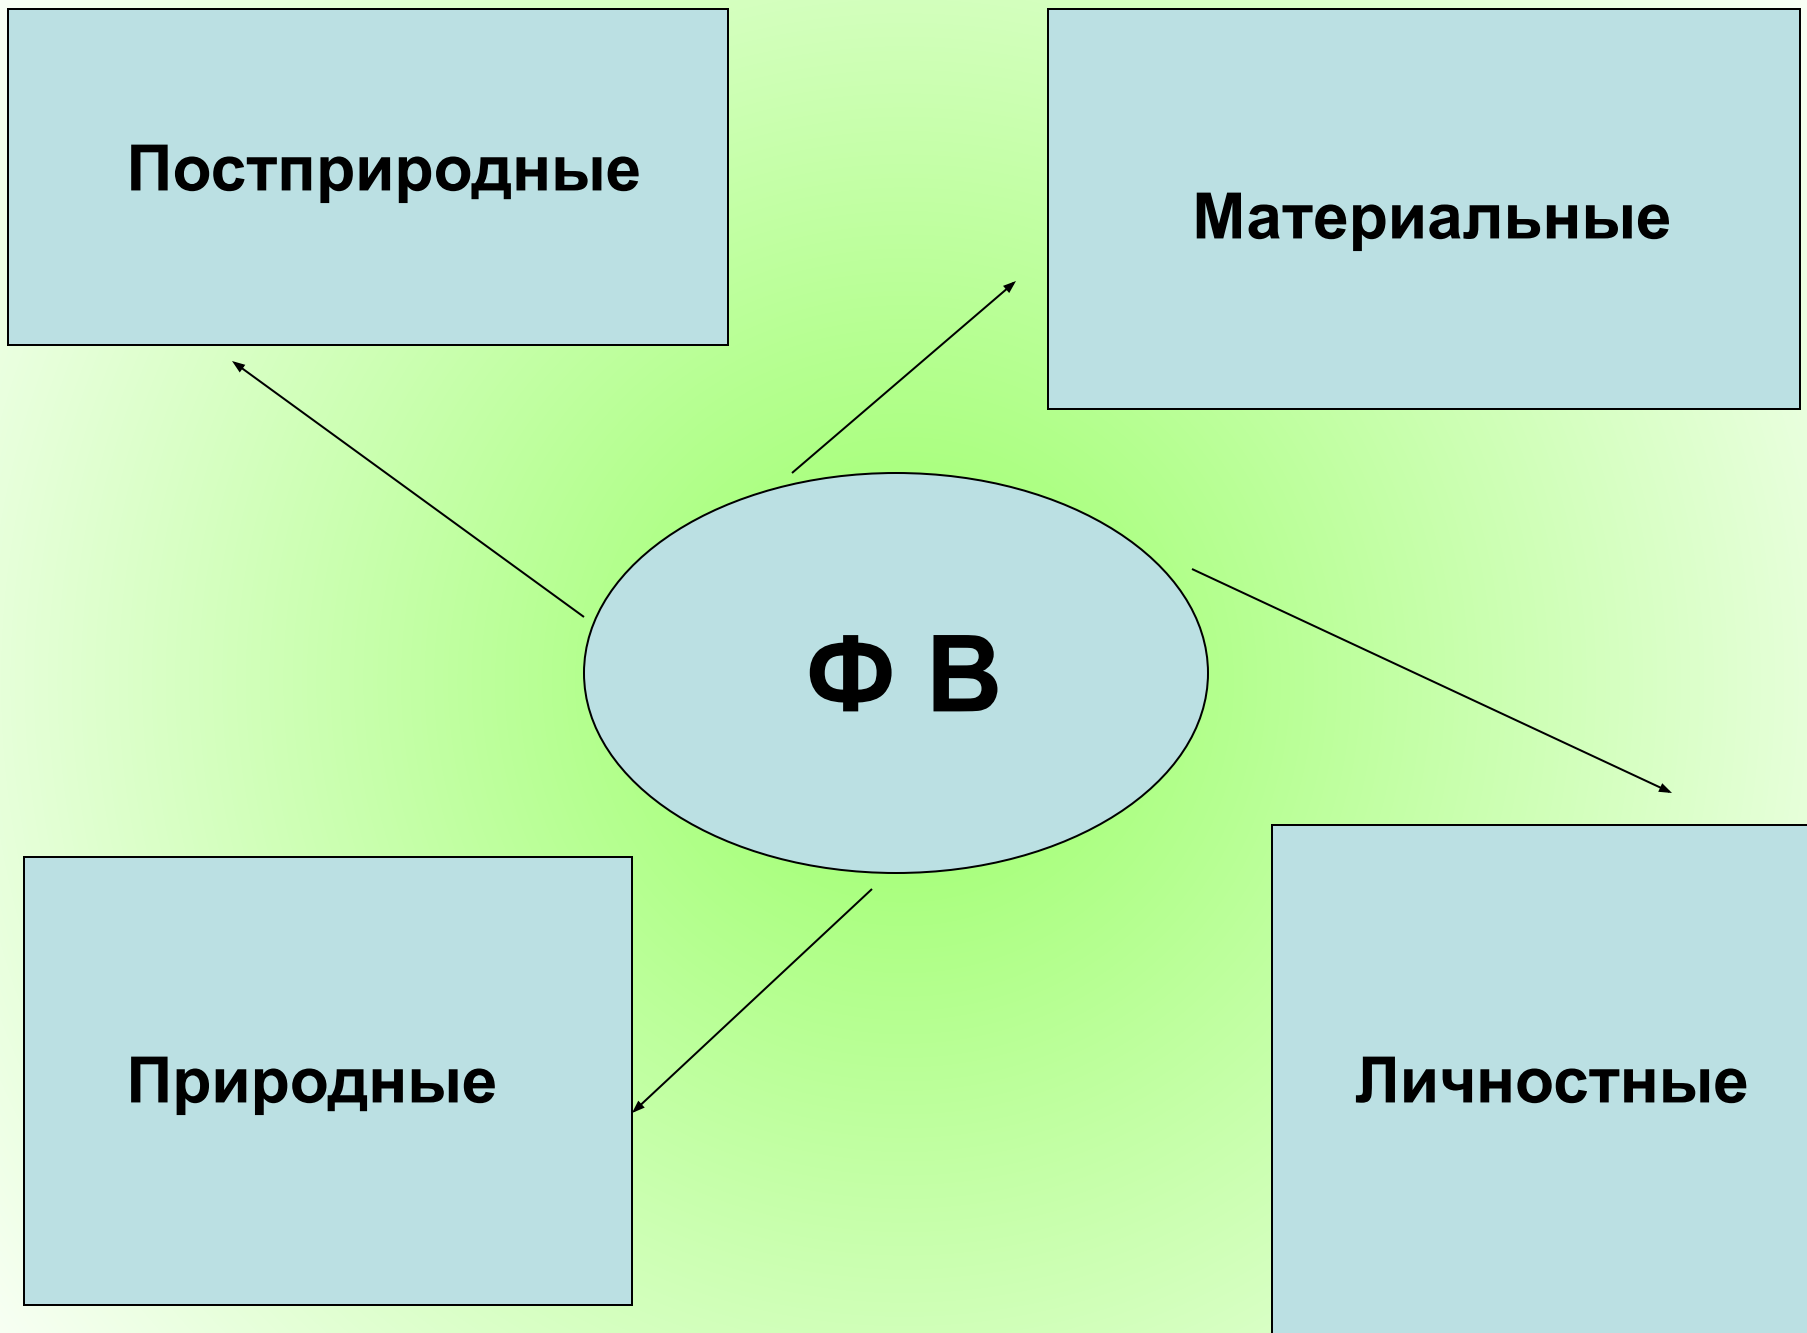 Постприродные
Материальные
Ф В
Природные
Личностные